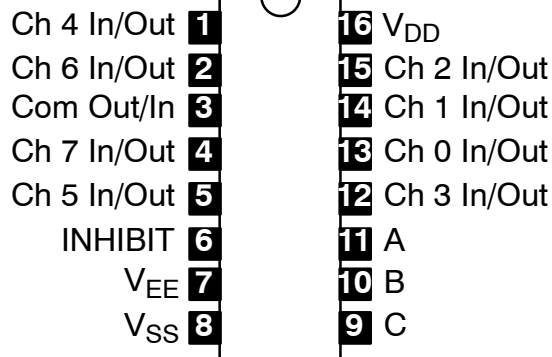 Ch 4 In/Out 1 16 VDD
Ch 6 In/Out 2 15 Ch 2 In/Out
Com Out/In 3 14 Ch 1 In/Out
Ch 7 In/Out 4 13 Ch 0 In/Out
Ch 5 In/Out 5 12 Ch 3 In/Out
INHIBIT 6 11 A
VEE 7 10 B
VSS 8 9 C